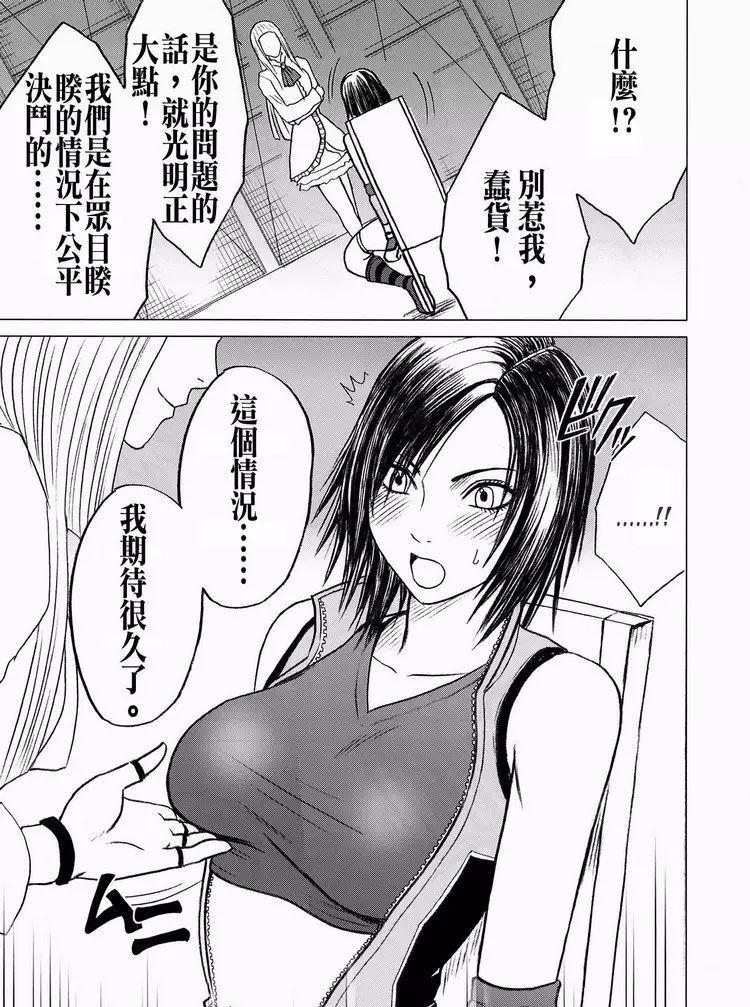 什麼!?
別惹我，
蠢貨！
是你的問題的
話，就光明正
大點！
我們是在眾目睽
睽的情況下公平
決鬥的……
……!!
ビクッ
這個情況……
我期待很久了。
ムニ